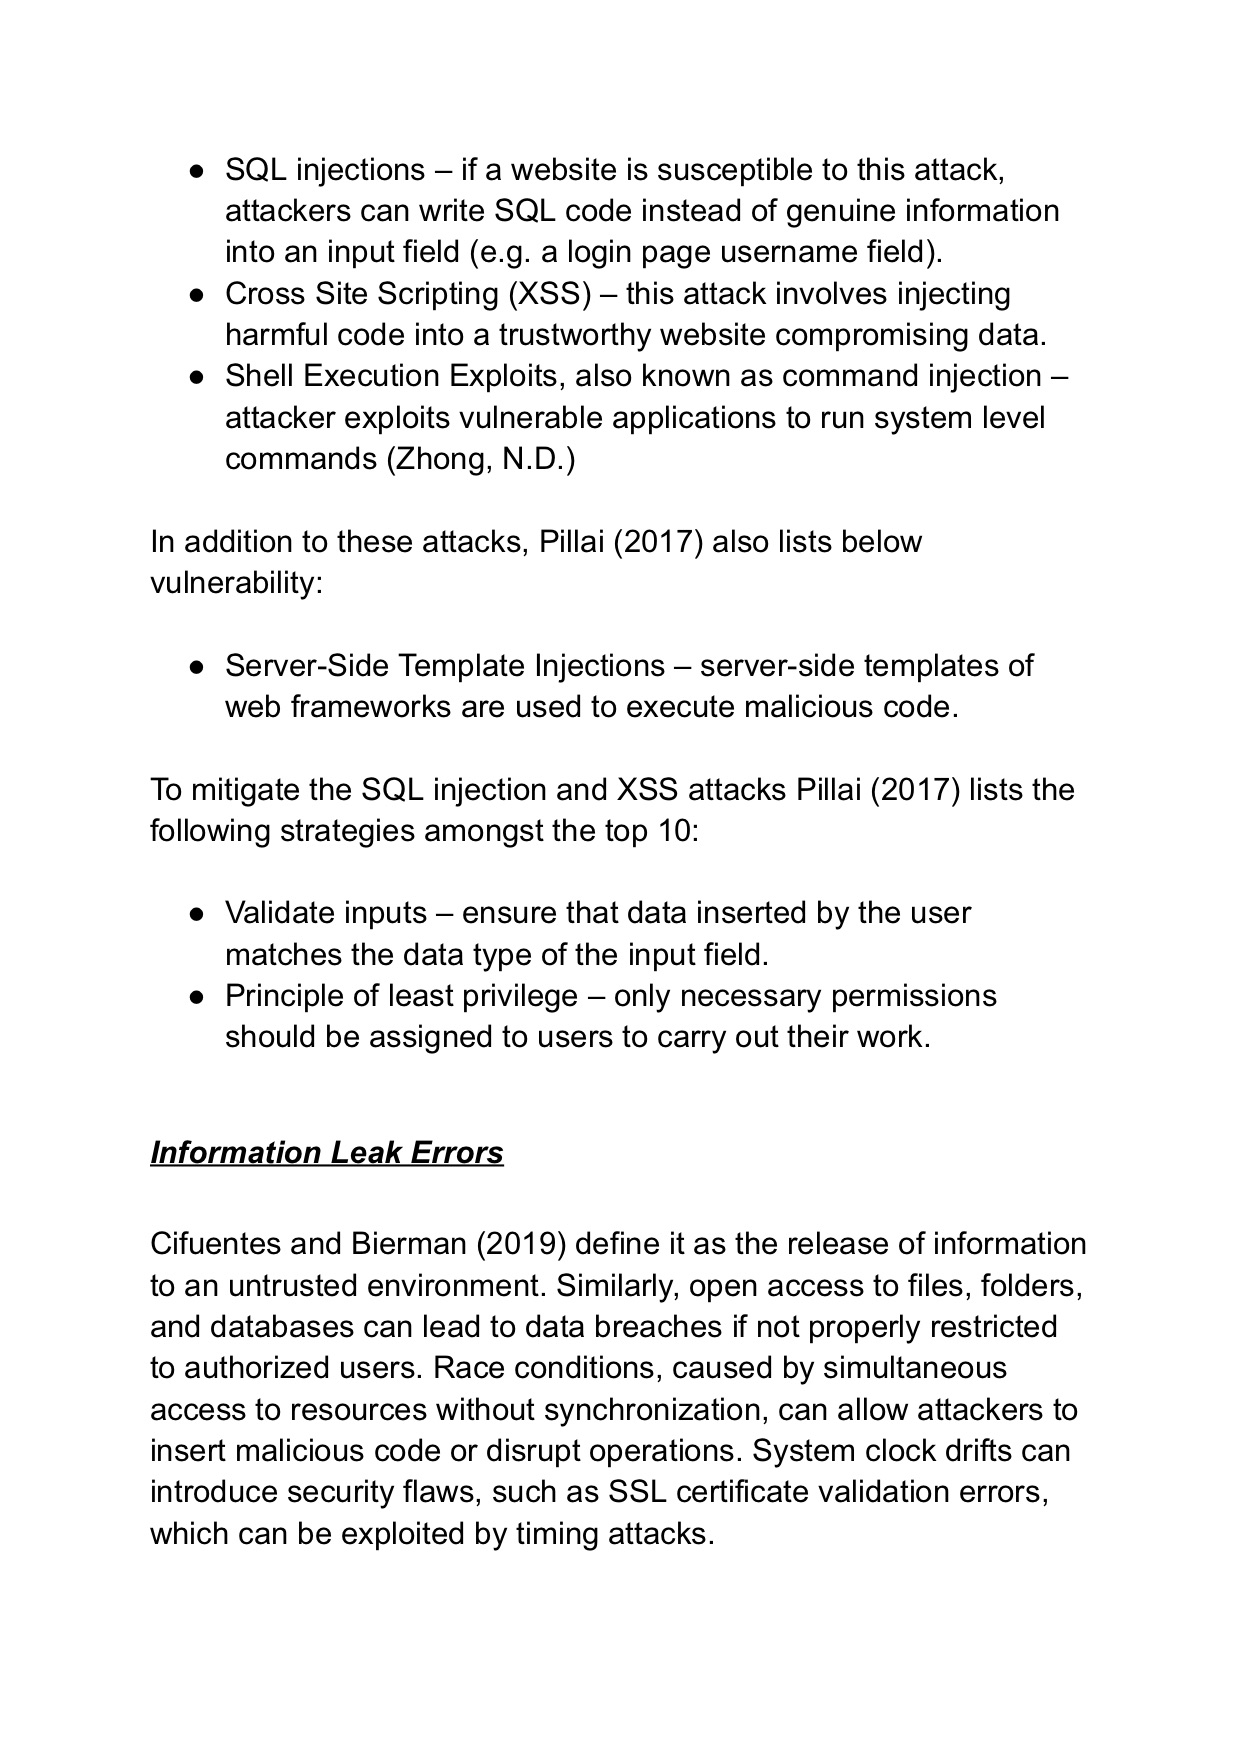 ● SQL injections – if a website is susceptible to this attack,
attackers can write SQL code instead of genuine information
into an input field (e.g. a login page username field).
● Cross Site Scripting (XSS) – this attack involves injecting
harmful code into a trustworthy website compromising data.
● Shell Execution Exploits, also known as command injection –
attacker exploits vulnerable applications to run system level
commands (Zhong, N.D.)
In addition to these attacks, Pillai (2017) also lists below
vulnerability:
● Server-Side Template Injections – server-side templates of
web frameworks are used to execute malicious code.
To mitigate the SQL injection and XSS attacks Pillai (2017) lists the
following strategies amongst the top 10:
● Validate inputs – ensure that data inserted by the user
matches the data type of the input field.
● Principle of least privilege – only necessary permissions
should be assigned to users to carry out their work.
Information Leak Errors
Cifuentes and Bierman (2019) define it as the release of information
to an untrusted environment. Similarly, open access to files, folders,
and databases can lead to data breaches if not properly restricted
to authorized users. Race conditions, caused by simultaneous
access to resources without synchronization, can allow attackers to
insert malicious code or disrupt operations. System clock drifts can
introduce security flaws, such as SSL certificate validation errors,
which can be exploited by timing attacks.